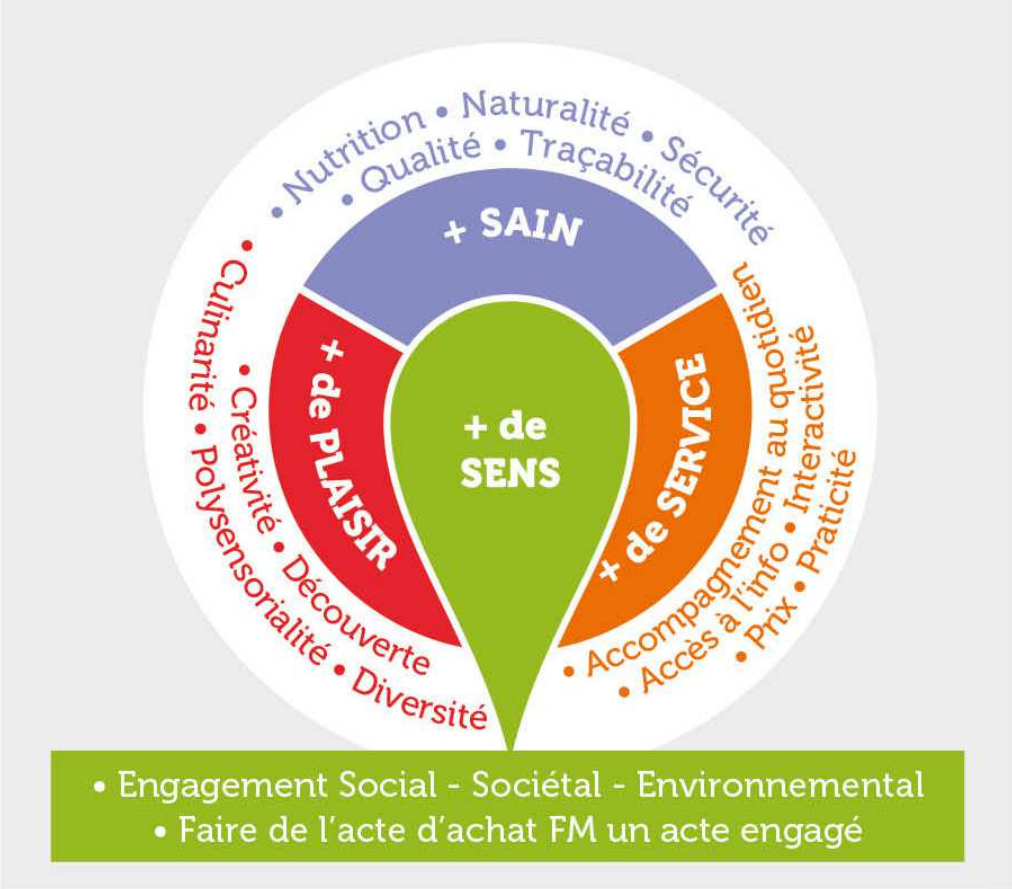 • Nutrition • Naturalité • Sécurité
• Qualité • Traçabilité
+ SAIN
• Culinarité • Polysensorialité • Diversité
• Créativité • Découverte
+ de PLAISIR
+ de
SENS
+ de SERVICE
• Accompagnement au quotidien
• Accès à l'info • Interactivité
• Prix • Praticité
• Engagement Social - Sociétal - Environnemental
• Faire de l'acte d'achat FM un acte engagé